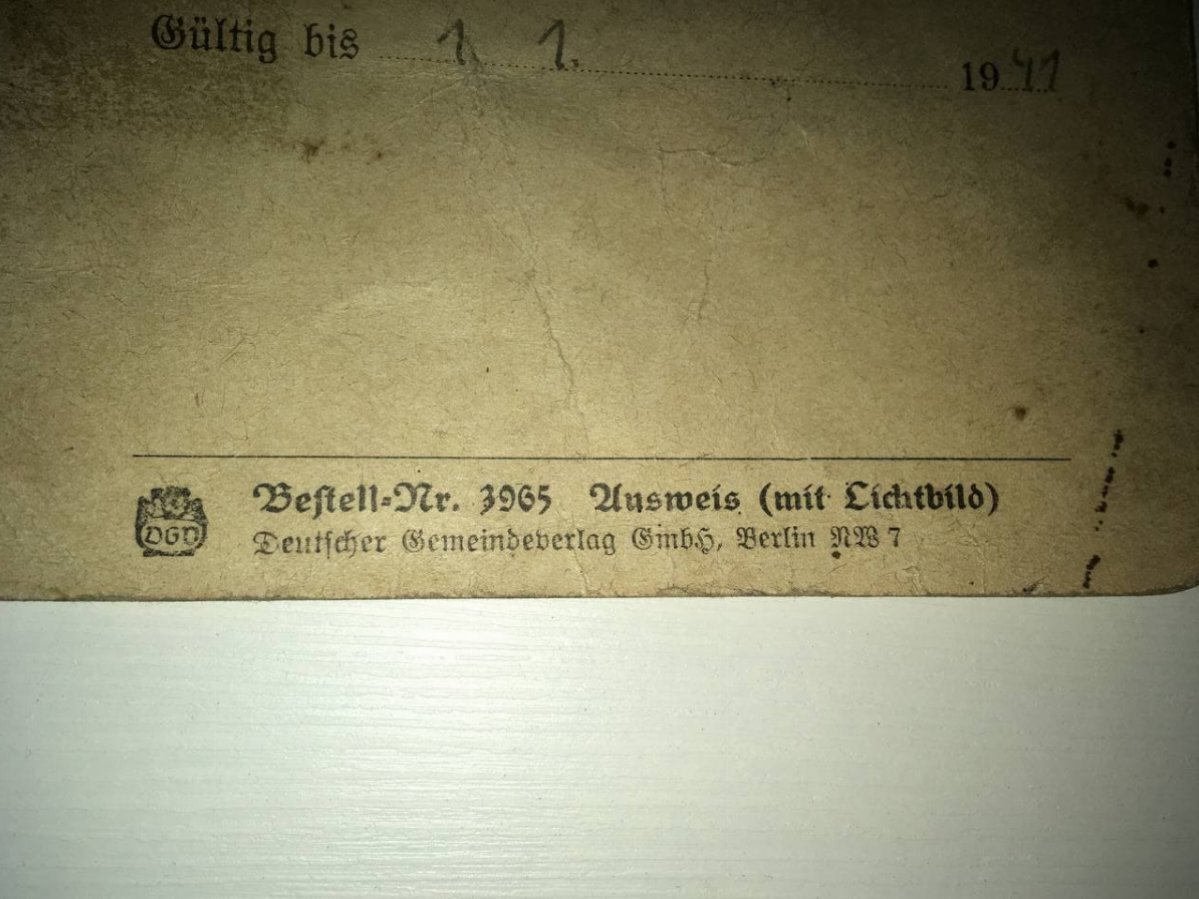 Gültig bis 1. 1. 1941
Bestell-Nr. 3965 Ausweis (mit Lichtbild)
DGV
Deutscher Gemeindeverlag GmbH, Berlin NW 7